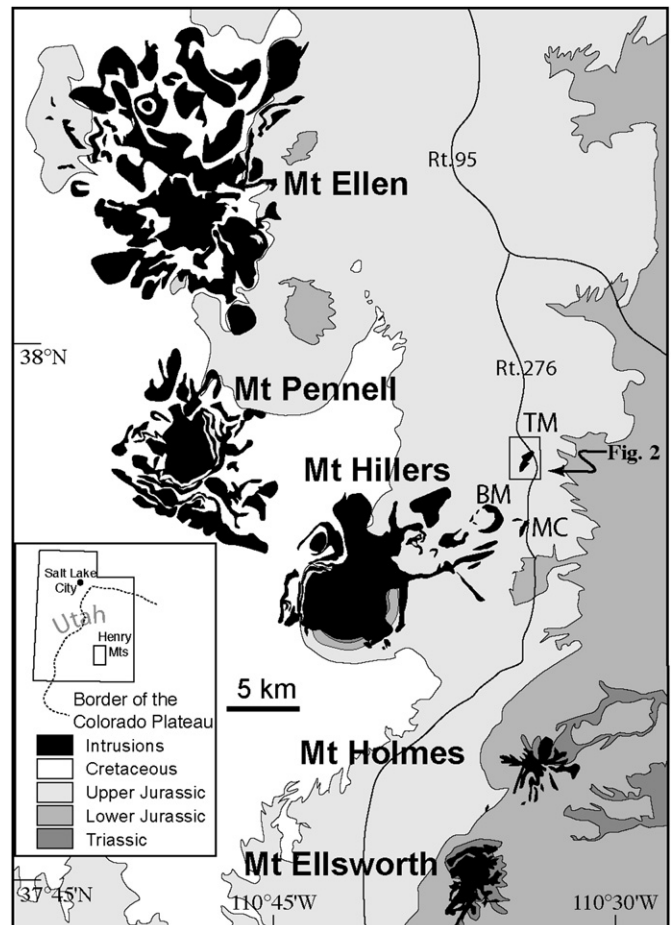 Mt Ellen
Rt.95
38°N
Rt.276
Mt Pennell
TM
Fig. 2
Mt Hillers
BM
MC
Salt Lake
City
Utah
Henry
Mts
5 km
Border of the
Colorado Plateau
Intrusions
Cretaceous
Upper Jurassic
Lower Jurassic
Triassic
Mt Holmes
Mt Ellsworth
37°45'N
110°45'W
110°30'W